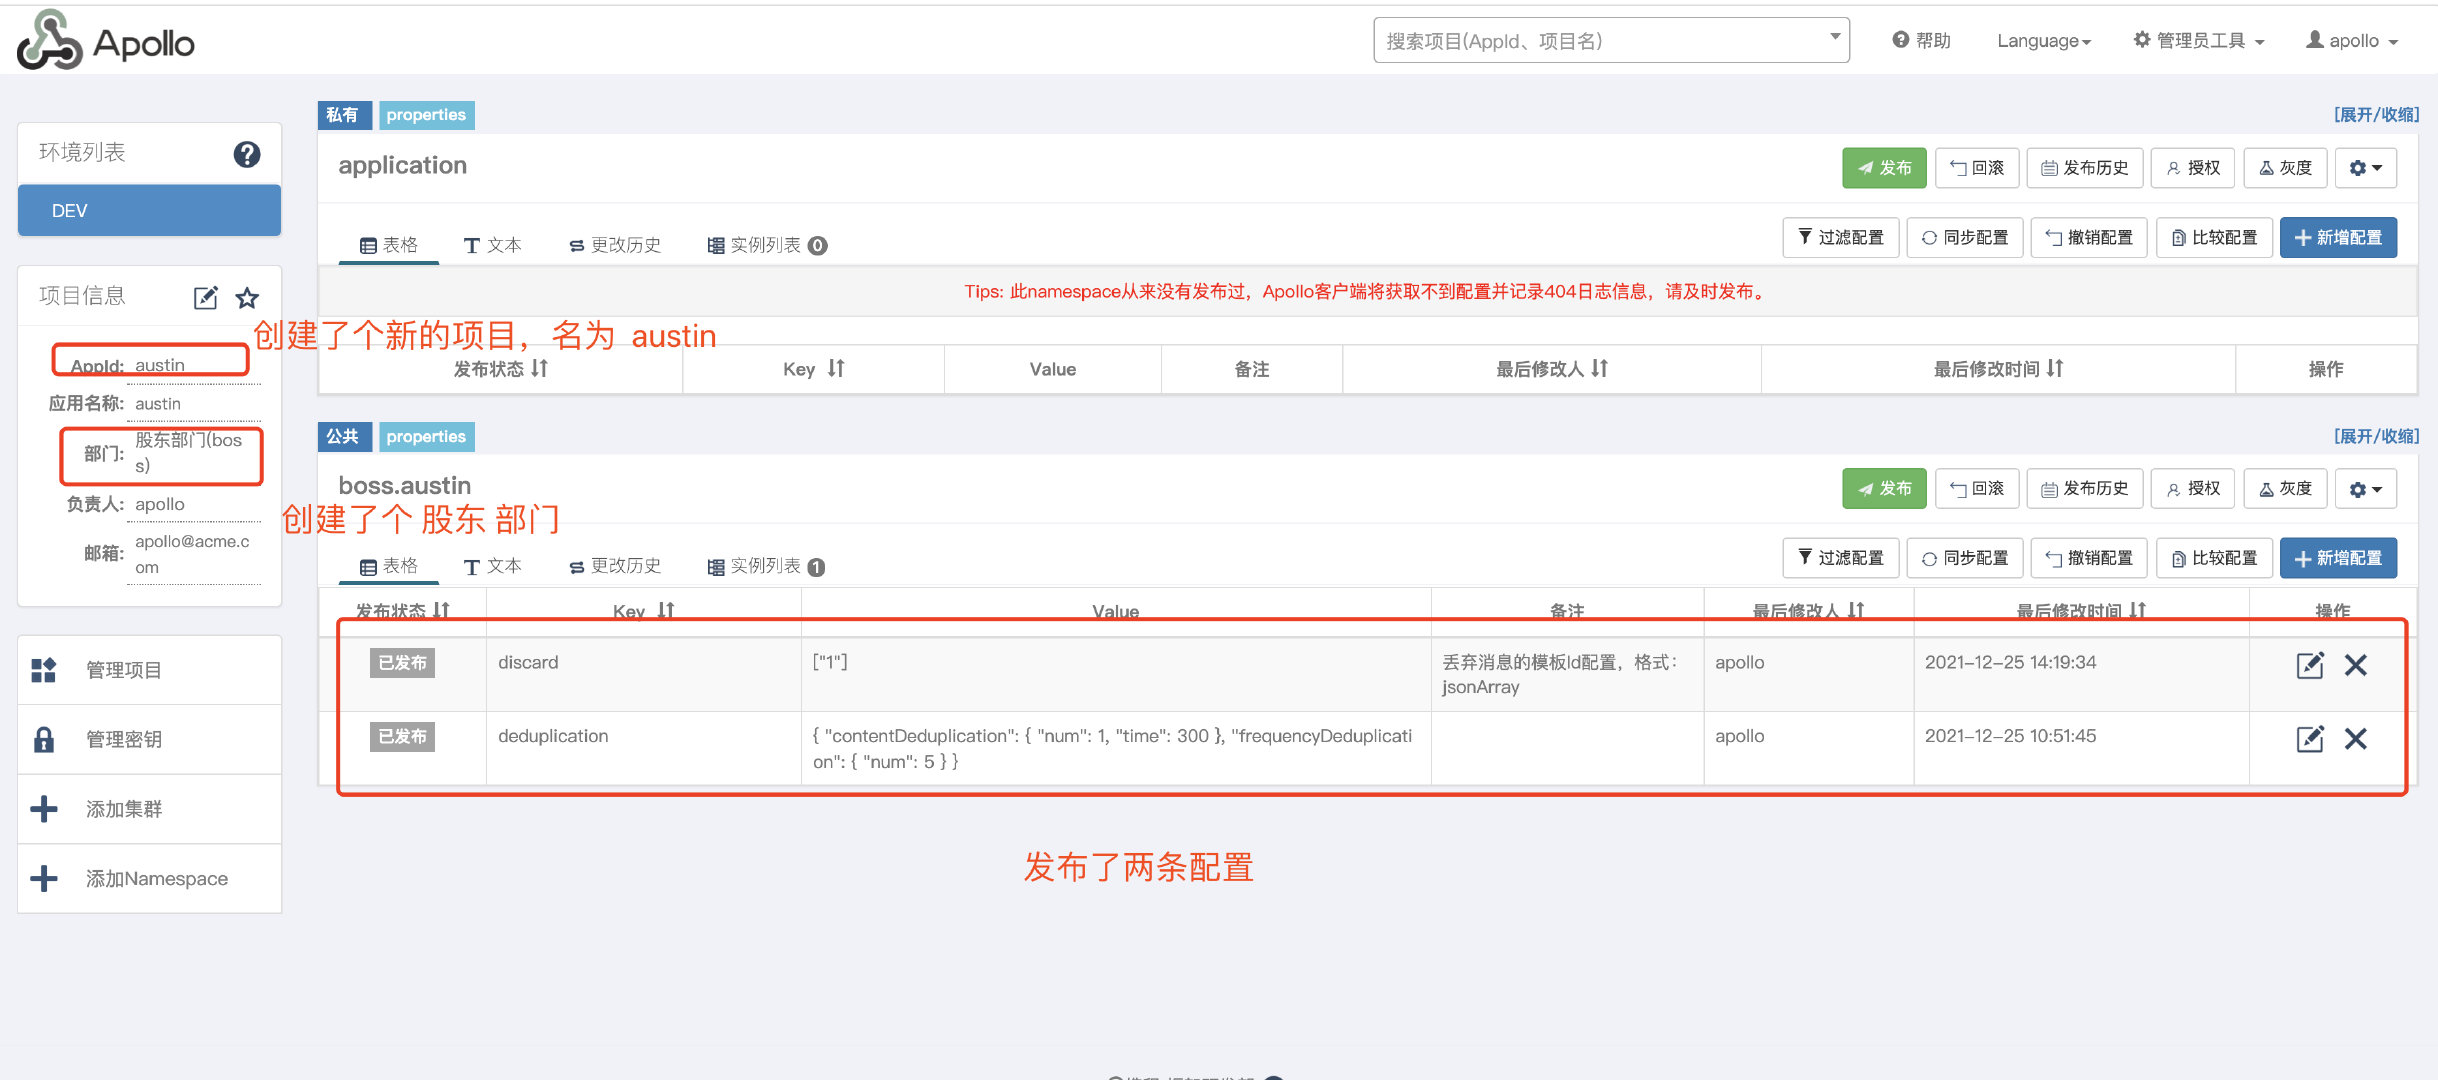 Apollo
搜索项目(AppId、项目名)
帮助
Language
管理员工具
apollo
环境列表
DEV
项目信息
创建了个新的项目，名为 austin
AppId: austin
应用名称: austin
部门: 股东部门(bos
s)
创建了个 股东 部门
负责人: apollo
邮箱: apollo@acme.c
om
管理项目
管理密钥
添加集群
添加Namespace
私有 properties [展开/收缩]
application
发布 回滚 发布历史 授权 灰度
表格 文本 更改历史 实例列表 0
过滤配置 同步配置 撤销配置 比较配置 新增配置
Tips: 此namespace从来没有发布过，Apollo客户端将获取不到配置并记录404日志信息，请及时发布。
发布状态 Key Value 备注 最后修改人 最后修改时间 操作
公共 properties [展开/收缩]
boss.austin
发布 回滚 发布历史 授权 灰度
表格 文本 更改历史 实例列表 1
过滤配置 同步配置 撤销配置 比较配置 新增配置
发布状态 Key Value 备注 最后修改人 最后修改时间 操作
已发布 discard ["1"] 丢弃消息的模板Id配置，格式：
jsonArray
apollo 2021-12-25 14:19:34
已发布 deduplication { "contentDeduplication": { "num": 1, "time": 300 }, "frequencyDeduplicati
on": { "num": 5 } }
apollo 2021-12-25 10:51:45
发布了两条配置